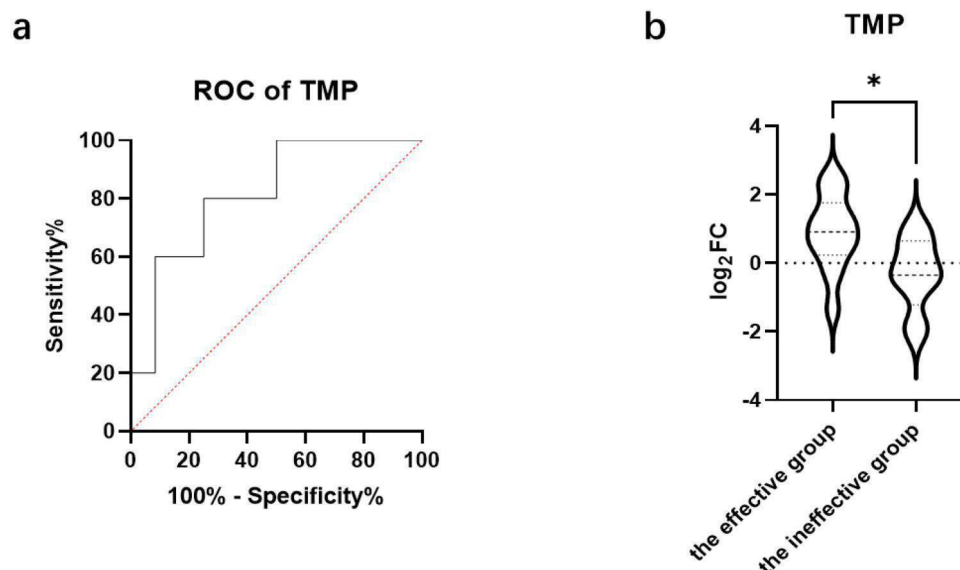 a
ROC of TMP
100
80
60
40
20
0
Sensitivity%
0 20 40 60 80 100
100% - Specificity%
b
TMP
*
4
2
0
-2
-4
log₂FC
the effective group
the ineffective group